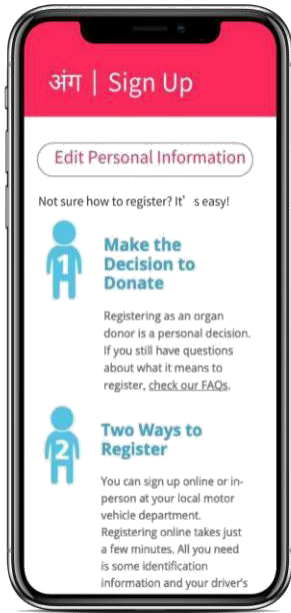 अंग | Sign Up
Edit Personal Information
Not sure how to register? It's easy!
1
Make the
Decision to
Donate
Registering as an organ
donor is a personal decision.
If you still have questions
about what it means to
register, check our FAQs.
2
Two Ways to
Register
You can sign up online or in-
person at your local motor
vehicle department.
Registering online takes just
a few minutes. All you need
is some identification
information and your driver's